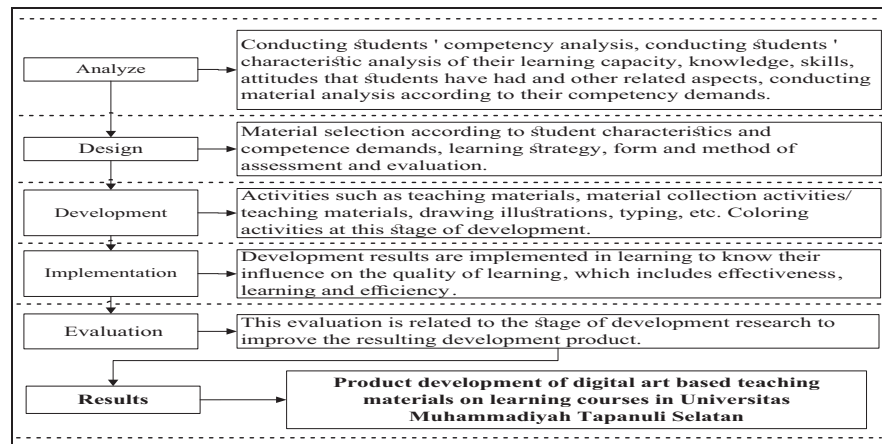 Analyze
Conducting students ' competency analysis, conducting students '
characteristic analysis of their learning capacity, knowledge, skills,
attitudes that students have had and other related aspects, conducting
material analysis according to their competency demands.
Design
Material selection according to student characteristics and
competence demands, learning strategy, form and method of
assessment and evaluation.
Development
Activities such as teaching materials, material collection activities/
teaching materials, drawing illustrations, typing, etc. Coloring
activities at this stage of development.
Implementation
Development results are implemented in learning to know their
influence on the quality of learning, which includes effectiveness,
learning and efficiency.
Evaluation
This evaluation is related to the stage of development research to
improve the resulting development product.
Results
Product development of digital art based teaching
materials on learning courses in Universitas
Muhammadiyah Tapanuli Selatan